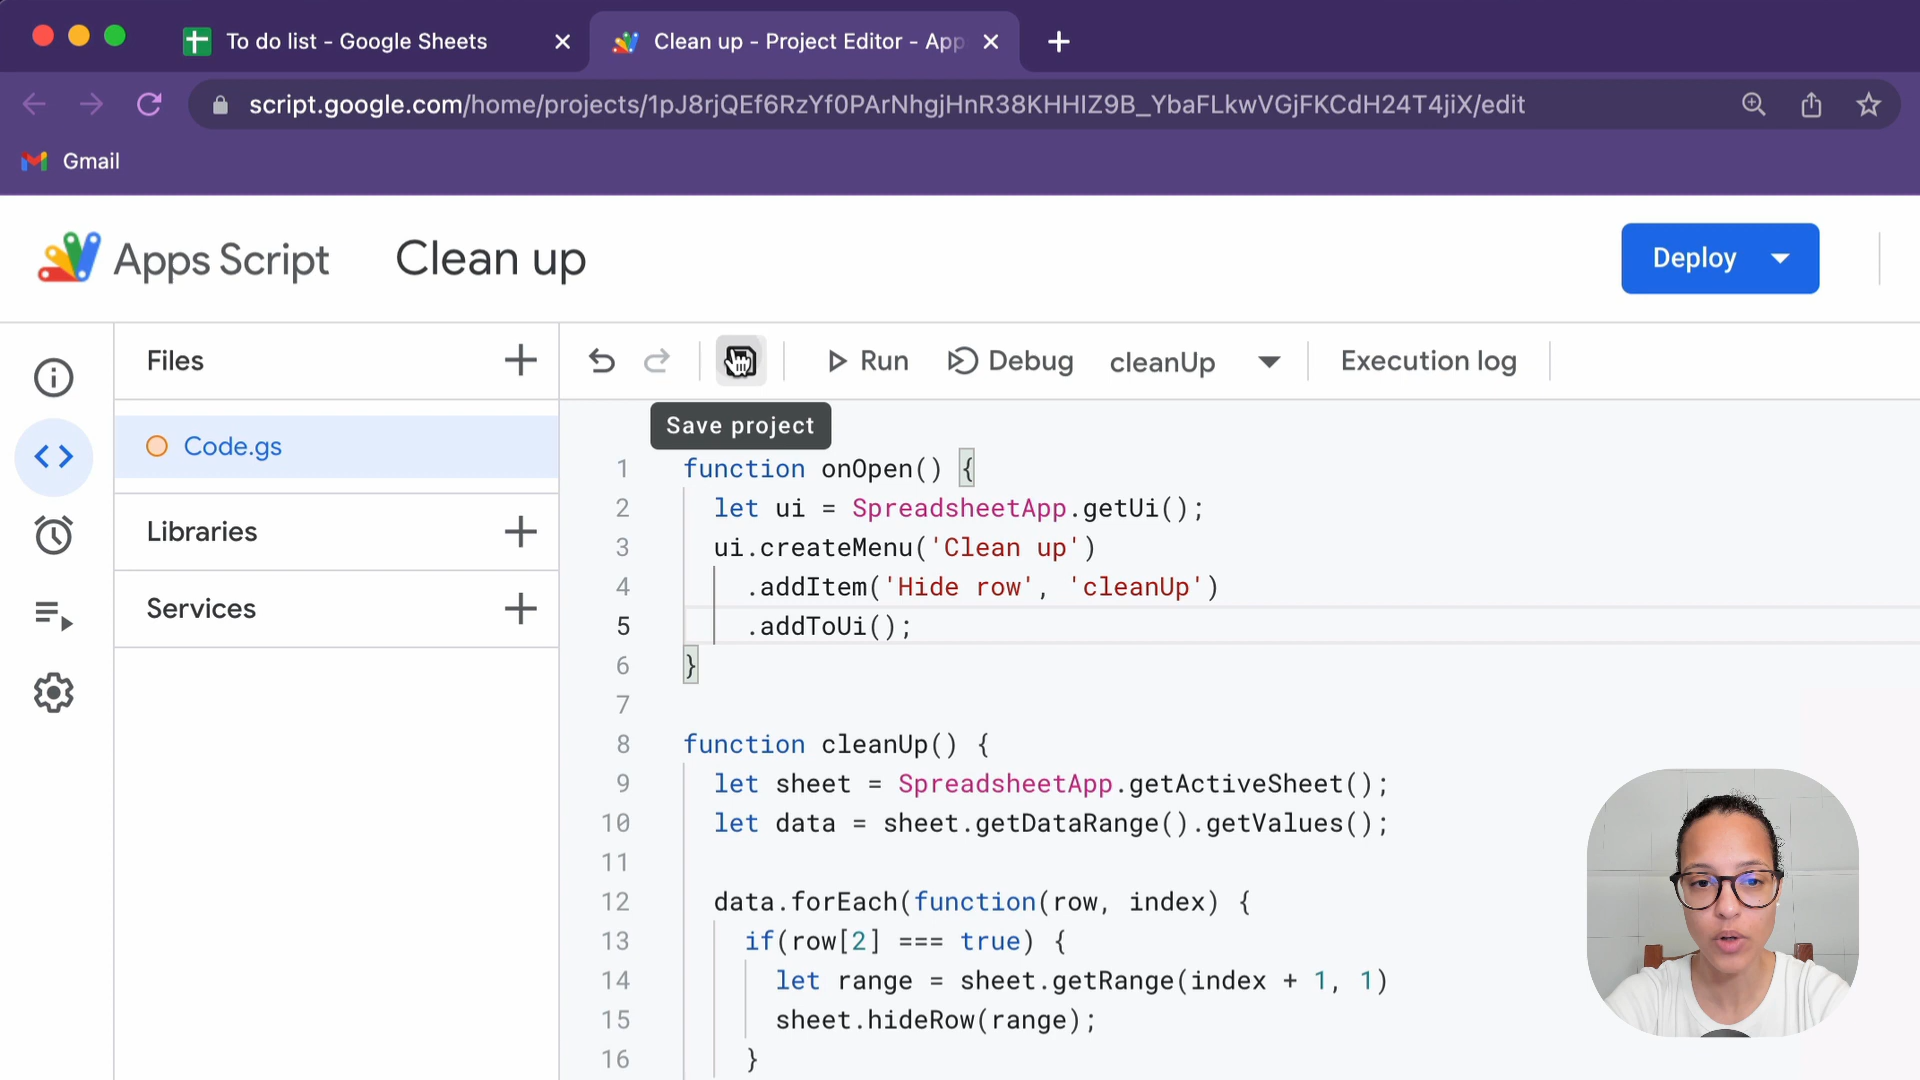 To do list - Google Sheets
Clean up - Project Editor - App
script.google.com/home/projects/1pJ8rjQEf6RzYf0PArNhgjHnR38KHHIZ9B_YbaFLkwVGjFKCdH24T4jiX/edit
Gmail
Apps Script
Clean up
Deploy
Files
Run
Debug
cleanUp
Execution log
Save project
Code.gs
Libraries
Services
1 function onOpen() {
2 let ui = SpreadsheetApp.getUi();
3 ui.createMenu('Clean up')
4 .addItem('Hide row', 'cleanUp')
5 .addToUi();
6 }
7
8 function cleanUp() {
9 let sheet = SpreadsheetApp.getActiveSheet();
10 let data = sheet.getDataRange().getValues();
11
12 data.forEach(function(row, index) {
13 if(row[2] === true) {
14 let range = sheet.getRange(index + 1, 1)
15 sheet.hideRow(range);
16 }